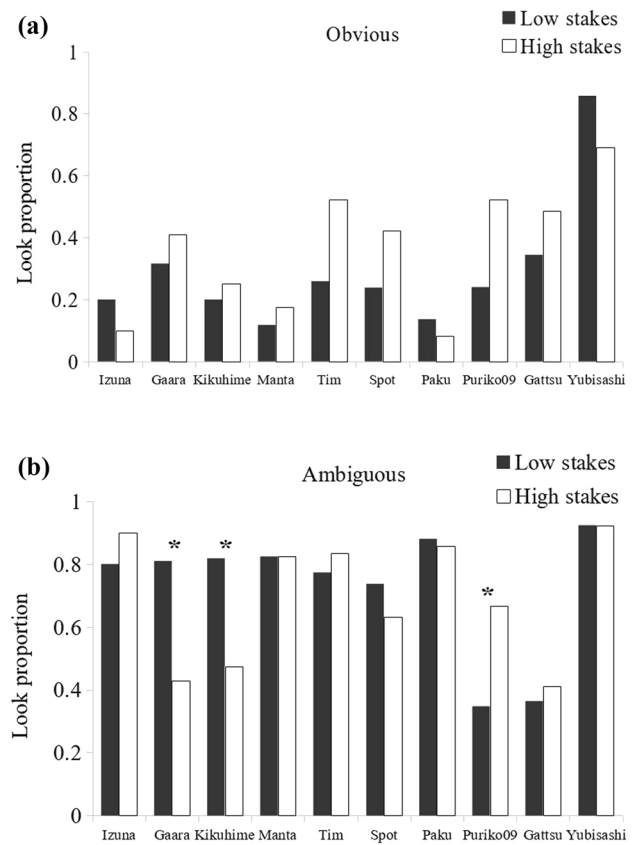 (a)
Obvious
Low stakes
High stakes
Look proportion
1
0.8
0.6
0.4
0.2
0
Izuna Gaara Kikuhime Manta Tim Spot Paku Puriko09 Gattsu Yubisashi
(b)
Ambiguous
Low stakes
High stakes
Look proportion
1
0.8
0.6
0.4
0.2
0
* * *
Izuna Gaara Kikuhime Manta Tim Spot Paku Puriko09 Gattsu Yubisashi